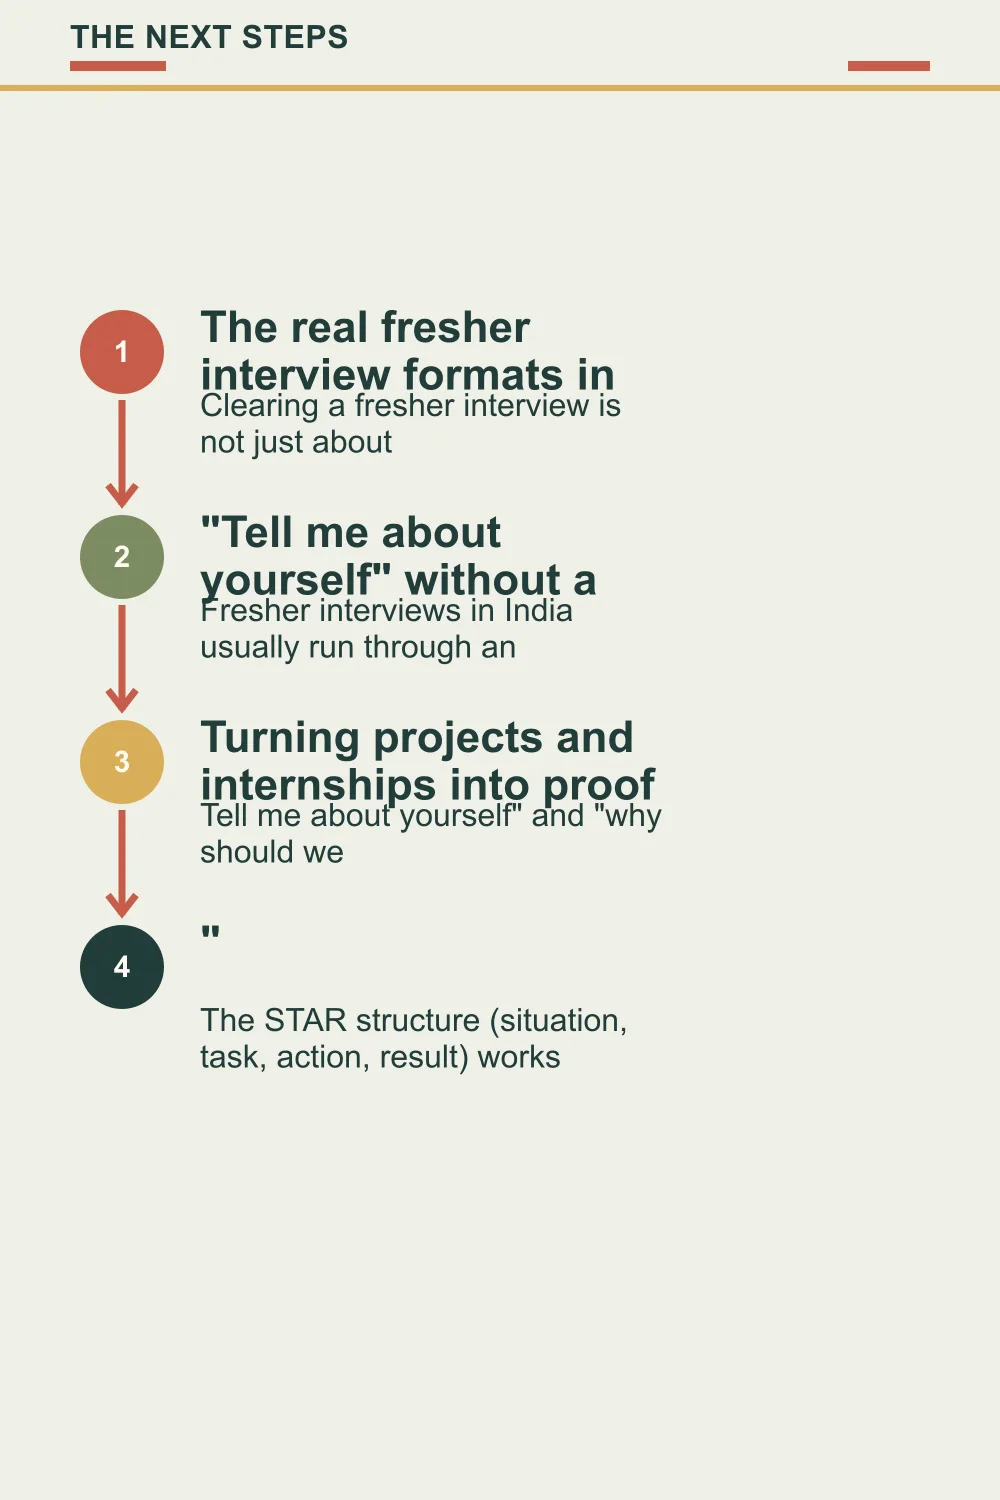 THE NEXT STEPS
1
The real fresher
interview formats in
Clearing a fresher interview is
not just about
2
"Tell me about
yourself" without a
Fresher interviews in India
usually run through an
3
Turning projects and
internships into proof
Tell me about yourself" and "why
should we
4
"
The STAR structure (situation,
task, action, result) works